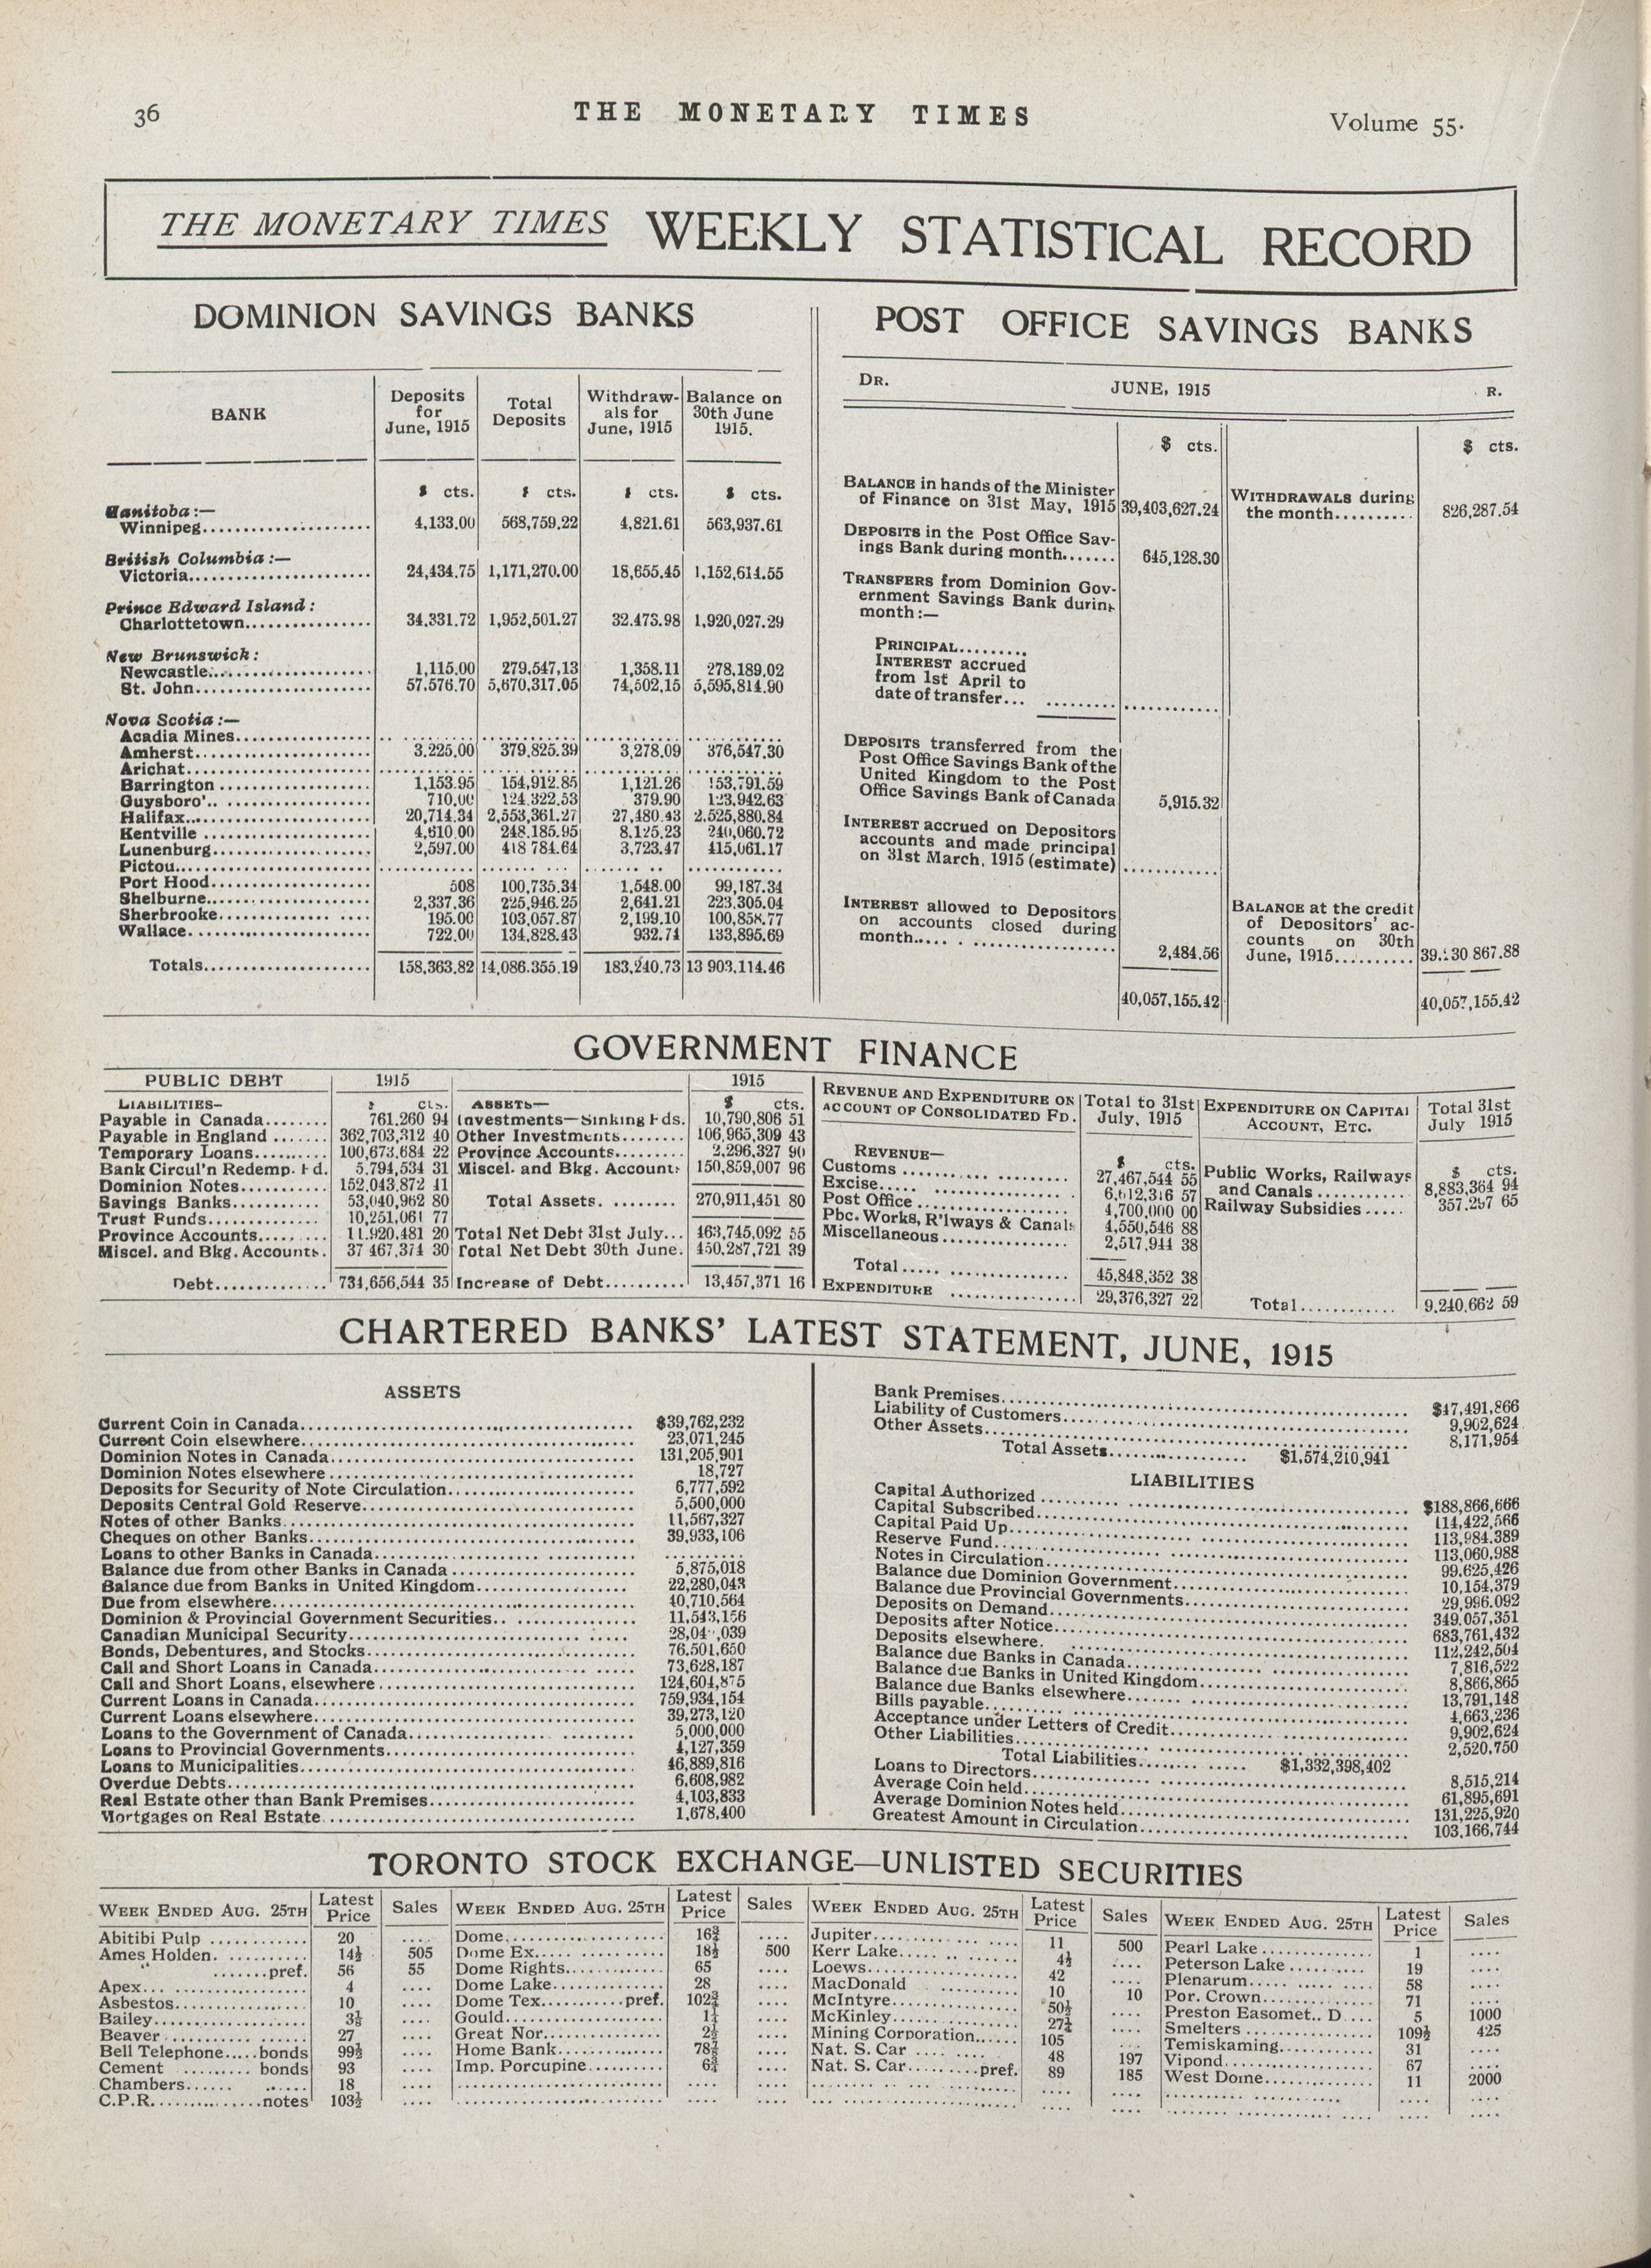 36
THE MONETARY TIMES
Volume 55.
THE MONETARY TIMES WEEKLY STATISTICAL RECORD
DOMINION SAVINGS BANKS
BANK
Deposits for June, 1915
Total Deposits
Withdraw-als for June, 1915
Balance on 30th June 1915.
$ cts. $ cts. $ cts. $ cts.
Manitoba:—
Winnipeg 4,133.00 568,759.22 4,821.61 563,937.61
British Columbia:—
Victoria 24,434.75 1,171,270.00 18,655.45 1,152,614.55
Prince Edward Island:
Charlottetown 34,331.72 1,952,501.27 32.473.98 1,920,027.29
New Brunswick:
Newcastle 1,115.00 279,547,13 1,358.11 278,189.02
St. John 57,576.70 5,670,317.05 74,502,15 5,595,814.90
Nova Scotia:—
Acadia Mines
Amherst 3,225.00 379,825.39 3,278.09 376,547.30
Arichat
Barrington 1,153.95 154,912.85 1,121.26 153,791.59
Guysboro' 710.00 124,322.53 379.90 123,942.63
Halifax 20,714.34 2,553,361.27 27,480.43 2,525,880.84
Kentville 4,610.00 248,185.95 8,125.23 240,060.72
Lunenburg 2,597.00 418 784.64 3,723.47 415,061.17
Pictou
Port Hood 508 100,735.34 1,548.00 99,187.34
Shelburne 2,337.36 225,946.25 2,641.21 223,305.04
Sherbrooke 195.00 103,057.87 2,199.10 100,858.77
Wallace 722.00 134,828.43 932.74 133,895.69
Totals 158,363.82 14,086.355.19 183,240.73 13 903,114.46
POST OFFICE SAVINGS BANKS
DR. JUNE, 1915 R.
$ cts. $ cts.
BALANCE in hands of the Minister
of Finance on 31st May, 1915 39,403,627.24
DEPOSITS in the Post Office Sav-
ings Bank during month 645,128.30
TRANSFERS from Dominion Gov-
ernment Savings Bank during
month:—
PRINCIPAL
INTEREST accrued
from 1st April to
date of transfer
DEPOSITS transferred from the
Post Office Savings Bank of the
United Kingdom to the Post
Office Savings Bank of Canada 5,915.32
INTEREST accrued on Depositors
accounts and made principal
on 31st March, 1915 (estimate)
INTEREST allowed to Depositors
on accounts closed during
month 2,484.56
40,057,155.42
WITHDRAWALS during
the month 826,287.54
BALANCE at the credit
of Depositors' ac-
counts on 30th
June, 1915 867.88
40,057,155.42
GOVERNMENT FINANCE
PUBLIC DEBT 1915
LIABILITIES— $ cts.
Payable in Canada 761,260 94
Payable in England 362,703,312 40
Temporary Loans 100,673,684 22
Bank Circul'n Redemp. Fd. 5,794,534 31
Dominion Notes 152,043,872 11
Savings Banks 53,040,962 80
Trust Funds 10,251,061 77
Province Accounts 11,920,481 20
Miscel. and Bkg. Accounts. 37 467,374 30
Debt 734,656,544 35
1915
ASSETS— $ cts.
Investments—Sinking Fds. 10,790,806 51
Other Investments 106,965,309 43
Province Accounts 2,296,327 90
Miscel. and Bkg. Accounts 150,859,007 96
Total Assets 270,911,451 80
Total Net Debt 31st July 463,745,092 55
Total Net Debt 30th June. 450,287,721 39
Increase of Debt 13,457,371 16
REVENUE AND EXPENDITURE ON ACCOUNT OF CONSOLIDATED FD.
Total to 31st July, 1915
REVENUE— $ cts.
Customs 27,467,544 55
Excise 6,612,316 57
Post Office 4,700,000 00
Pbc. Works, R'lways & Canals 4,550,546 88
Miscellaneous 2,517,944 38
Total 45,848,352 38
EXPENDITURE 29,376,327 22
EXPENDITURE ON CAPITAL ACCOUNT, ETC.
Total 31st July 1915
$ cts.
Public Works, Railways
and Canals 8,883,364 94
Railway Subsidies 357,297 65
Total 9,240,662 59
CHARTERED BANKS' LATEST STATEMENT, JUNE, 1915
ASSETS
Current Coin in Canada $39,762,232
Current Coin elsewhere 23,071,245
Dominion Notes in Canada 131,205,901
Dominion Notes elsewhere 18,727
Deposits for Security of Note Circulation 6,777,592
Deposits Central Gold Reserve 5,500,000
Notes of other Banks 11,567,327
Cheques on other Banks 39,933,106
Loans to other Banks in Canada
Balance due from other Banks in Canada 5,875,018
Balance due from Banks in United Kingdom 22,280,043
Due from elsewhere 40,710,564
Dominion & Provincial Government Securities 11,543,156
Canadian Municipal Security
Bonds, Debentures, and Stocks 76,501,650
Call and Short Loans in Canada 73,628,187
Call and Short Loans, elsewhere 124,604,875
Current Loans in Canada 759,934,154
Current Loans elsewhere 39,273,120
Loans to the Government of Canada 5,000,000
Loans to Provincial Governments 4,127,359
Loans to Municipalities 46,889,816
Overdue Debts 6,608,982
Real Estate other than Bank Premises 4,103,833
Mortgages on Real Estate 1,678,400
Bank Premises $47,491,866
Liability of Customers 9,902,624
Other Assets 8,171,954
Total Assets $1,574,210,941
LIABILITIES
Capital Authorized $188,866,666
Capital Subscribed 114,422,566
Capital Paid Up 113,984,389
Reserve Fund 113,060,988
Notes in Circulation 99,625,426
Balance due Dominion Government 10,154,379
Balance due Provincial Governments 29,996,092
Deposits on Demand 349,057,351
Deposits after Notice 683,761,432
Deposits elsewhere 112,242,504
Balance due Banks in Canada 7,816,522
Balance due Banks in United Kingdom 8,866,865
Balance due Banks elsewhere 13,791,148
Bills payable 4,663,236
Acceptance under Letters of Credit 9,902,624
Other Liabilities 2,520,750
Total Liabilities $1,332,398,402
Loans to Directors 8,515,214
Average Coin held 61,895,691
Average Dominion Notes held 131,225,920
Greatest Amount in Circulation 103,166,744
TORONTO STOCK EXCHANGE—UNLISTED SECURITIES
WEEK ENDED AUG. 25TH Latest Price Sales
Abitibi Pulp 20
Ames Holden 14½ 505
" pref. 56 55
Apex 4
Asbestos 10
Bailey 3½
Beaver 27
Bell Telephone bonds 99½
Cement bonds 93
Chambers 18
C.P.R. notes 103½
WEEK ENDED AUG. 25TH Latest Price Sales
Dome 16¾
Dome Ex. 18½ 500
Dome Rights 65
Dome Lake 28
Dome Tex. pref. 102¾
Gould
Great Nor. 2½
Home Bank
Imp. Porcupine 6¾
WEEK ENDED AUG. 25TH Latest Price Sales
Jupiter 11 500
Kerr Lake 4½
Loews 42
MacDonald 10 10
McIntyre 50½
McKinley 27½
Mining Corporation 105
Nat. S. Car 48 197
Nat. S. Car pref. 89 185
WEEK ENDED AUG. 25TH Latest Price Sales
Pearl Lake 1
Peterson Lake 19
Plenarum 58
Por. Crown 71
Preston Easomet.. D 5 1000
Smelters 109½ 425
Temiskaming 31
Vipond 67
West Dome 11 2000